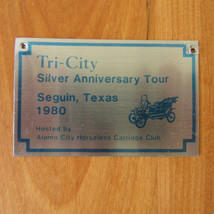 Tri-City
Silver Anniversary Tour
Seguin, Texas
1980
Hosted By
Alamo City Horseless Carriage Club